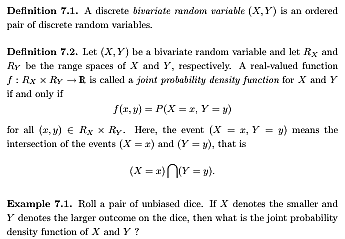 Definition 7.1. A discrete bivariate random variable (X, Y) is an ordered
pair of discrete random variables.
Definition 7.2. Let (X, Y) be a bivariate random variable and let R_X and
R_Y be the range spaces of X and Y, respectively. A real-valued function
f : R_X × R_Y → ℝ is called a joint probability density function for X and Y
if and only if
f(x, y) = P(X = x, Y = y)
for all (x, y) ∈ R_X × R_Y. Here, the event (X = x, Y = y) means the
intersection of the events (X = x) and (Y = y), that is
(X = x) ⋂ (Y = y).
Example 7.1. Roll a pair of unbiased dice. If X denotes the smaller and
Y denotes the larger outcome on the dice, then what is the joint probability
density function of X and Y ?